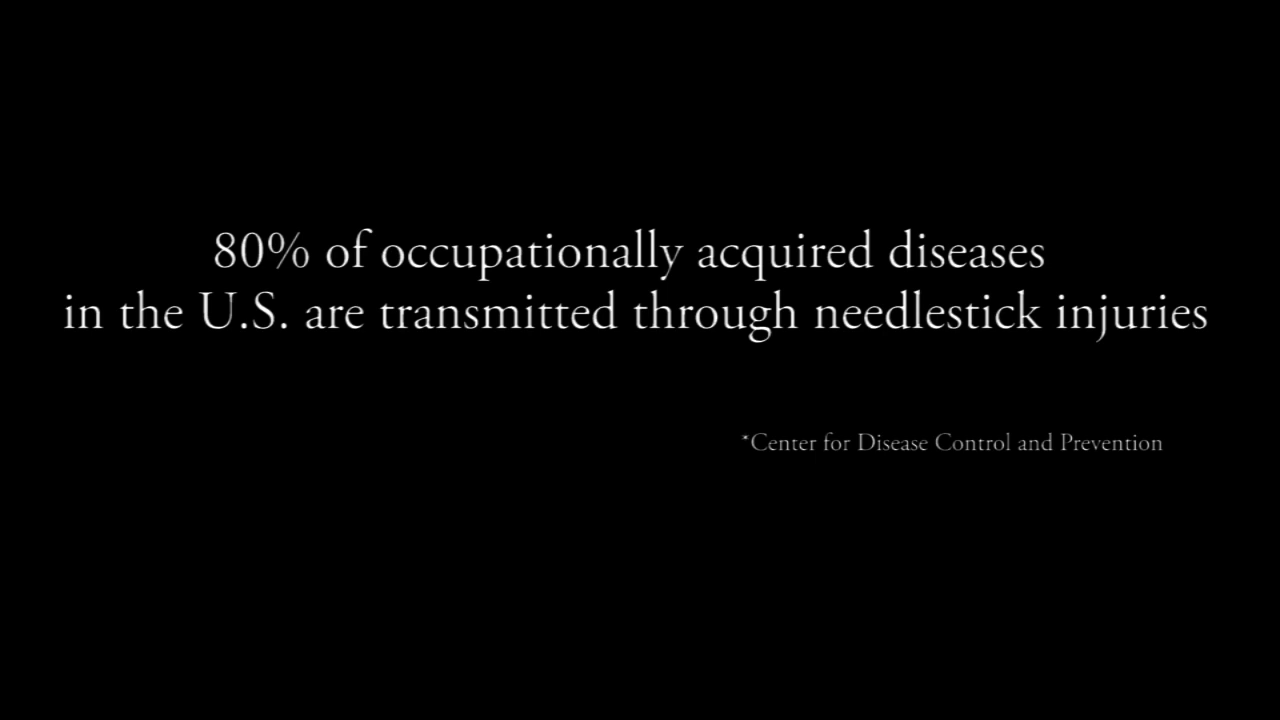 80% of occupationally acquired diseases
in the U.S. are transmitted through needlestick injuries
*Center for Disease Control and Prevention